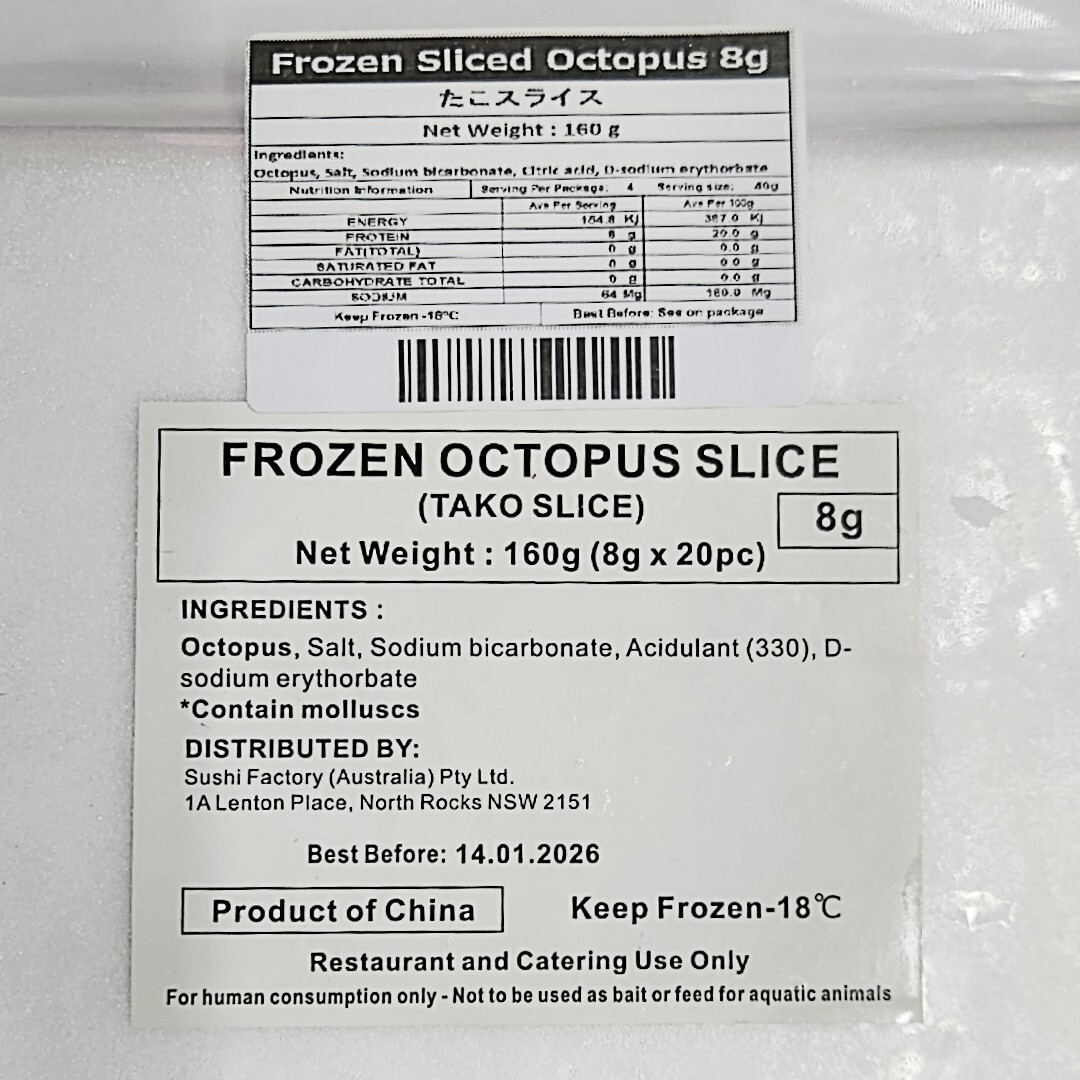 Frozen Sliced Octopus 8g
たこスライス
Net Weight : 160 g
Ingredients:
Octopus, Salt, Sodium bicarbonate, Citric acid, D-sodium erythorbate
Nutrition Information Serving Per Package: 4 Serving size: 40g
Ave Per Serving Ave Per 100g
ENERGY 154.8 KJ 387.0 KJ
PROTEIN 8 g 20.0 g
FAT(TOTAL) 0 g 0.0 g
SATURATED FAT 0 g 0.0 g
CARBOHYDRATE TOTAL 0 g 0.0 g
SODIUM 64 Mg 160.0 Mg
Keep Frozen -18°C Best Before: See on package
FROZEN OCTOPUS SLICE
(TAKO SLICE)
8g
Net Weight : 160g (8g x 20pc)
INGREDIENTS :
Octopus, Salt, Sodium bicarbonate, Acidulant (330), D-
sodium erythorbate
*Contain molluscs
DISTRIBUTED BY:
Sushi Factory (Australia) Pty Ltd.
1A Lenton Place, North Rocks NSW 2151
Best Before: 14.01.2026
Product of China Keep Frozen-18℃
Restaurant and Catering Use Only
For human consumption only - Not to be used as bait or feed for aquatic animals